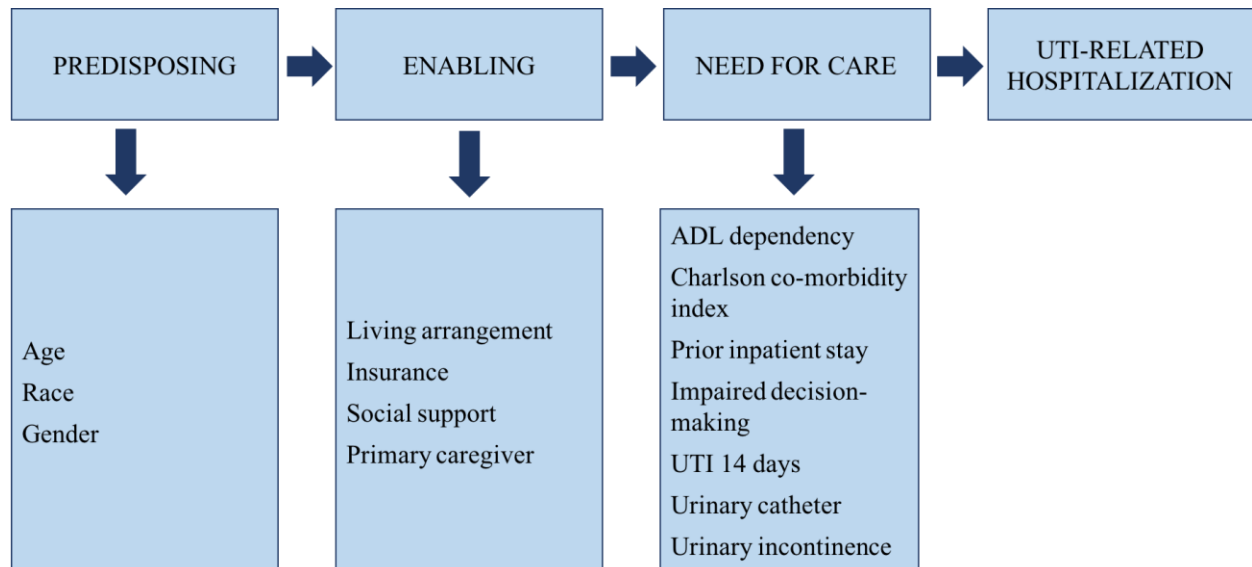 PREDISPOSING
ENABLING
NEED FOR CARE
UTI-RELATED
HOSPITALIZATION
Age
Race
Gender
Living arrangement
Insurance
Social support
Primary caregiver
ADL dependency
Charlson co-morbidity
index
Prior inpatient stay
Impaired decision-
making
UTI 14 days
Urinary catheter
Urinary incontinence